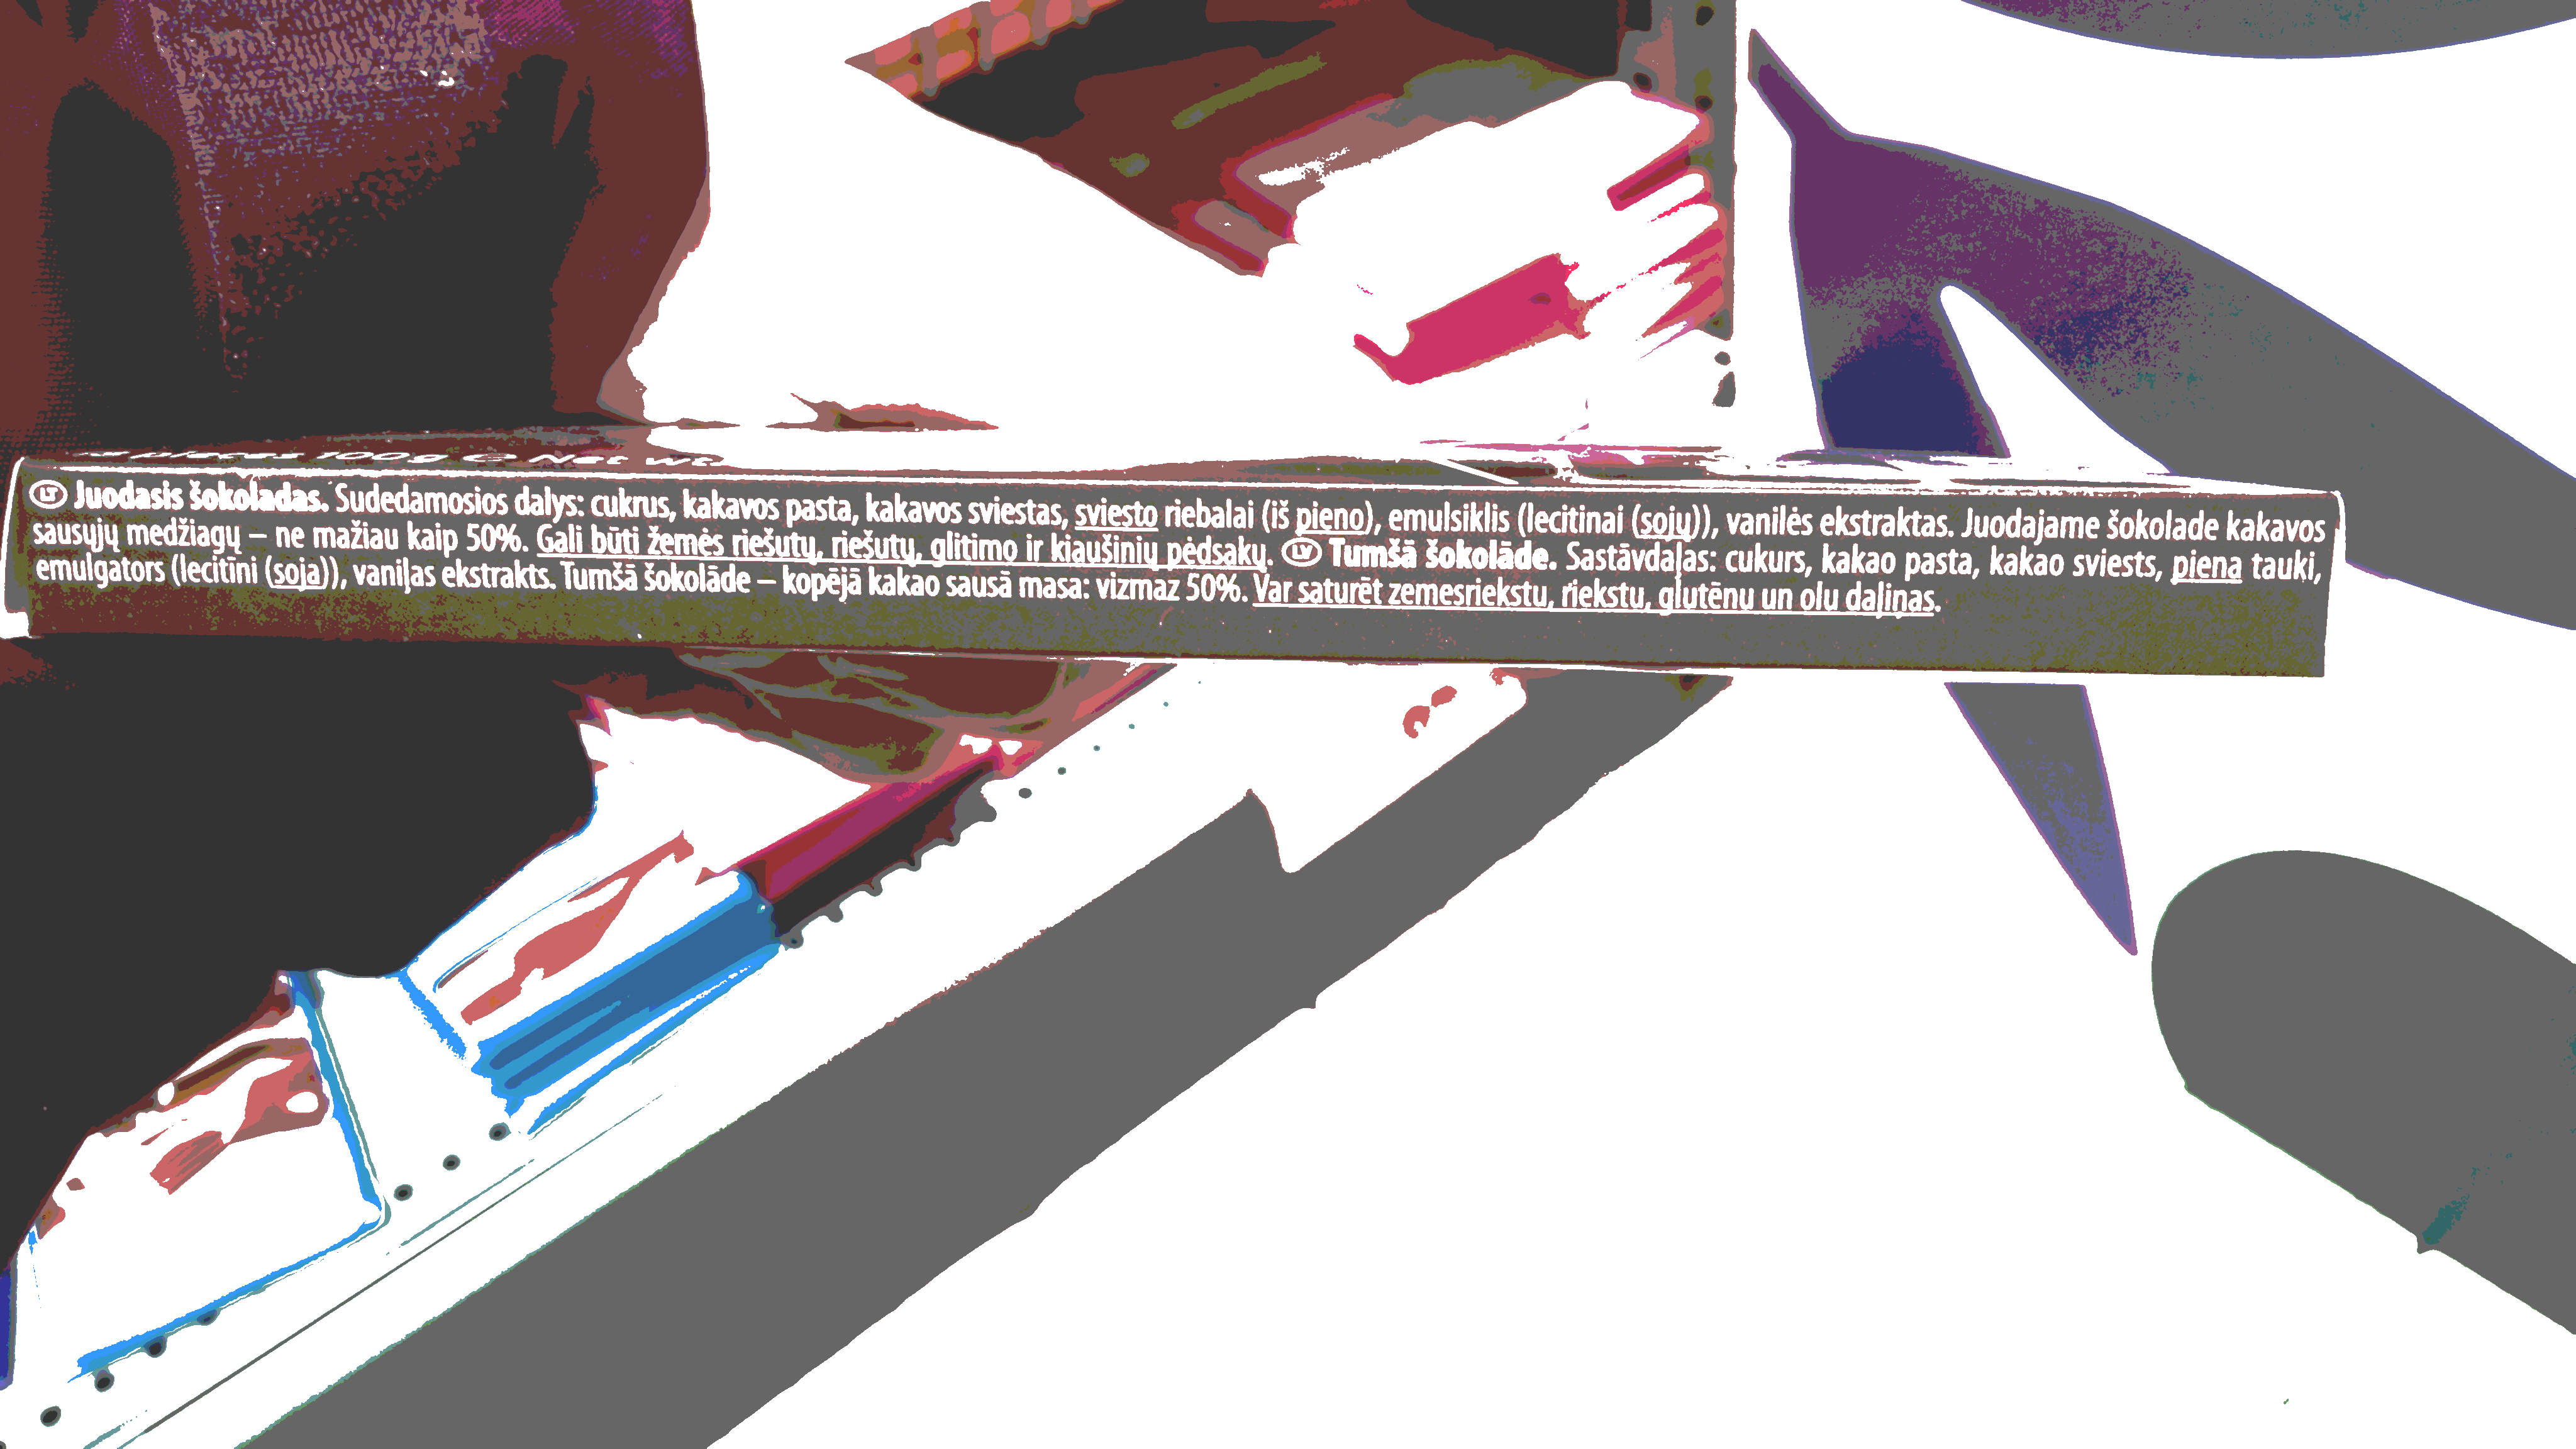 100g e Net Wt
LT Juodasis šokoladas. Sudedamosios dalys: cukrus, kakavos pasta, kakavos sviestas, sviesto riebalai (iš pieno), emulsiklis (lecitinai (sojų)), vanilės ekstraktas. Juodajame šokolade kakavos
sausųjų medžiagų – ne mažiau kaip 50%. Gali būti žemės riešutų, riešutų, glitimo ir kiaušinių pėdsakų. LV Tumšā šokolāde. Sastāvdaļas: cukurs, kakao pasta, kakao sviests, piena tauki,
emulgators (lecitīni (soja)), vaniļas ekstrakts. Tumšā šokolāde – kopējā kakao sausā masa: vizmaz 50%. Var saturēt zemesriekstu, riekstu, glutēnu un olu daļiņas.